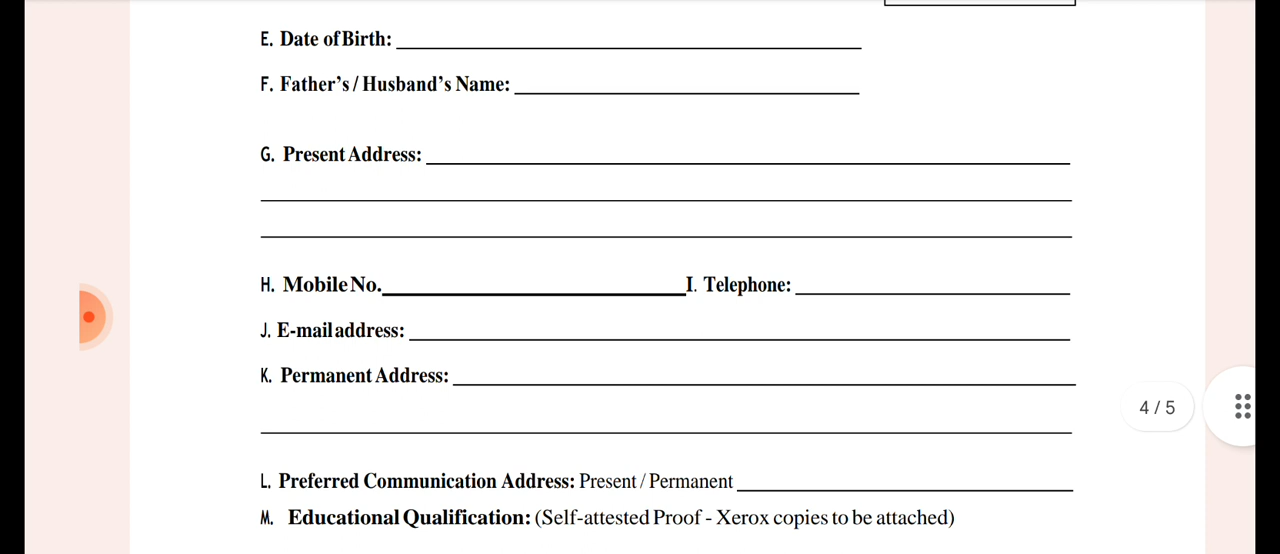 E. Date of Birth:
F. Father's / Husband's Name:
G. Present Address:
H. Mobile No. I. Telephone:
J. E-mail address:
K. Permanent Address:
4 / 5
L. Preferred Communication Address: Present / Permanent
M. Educational Qualification: (Self-attested Proof - Xerox copies to be attached)